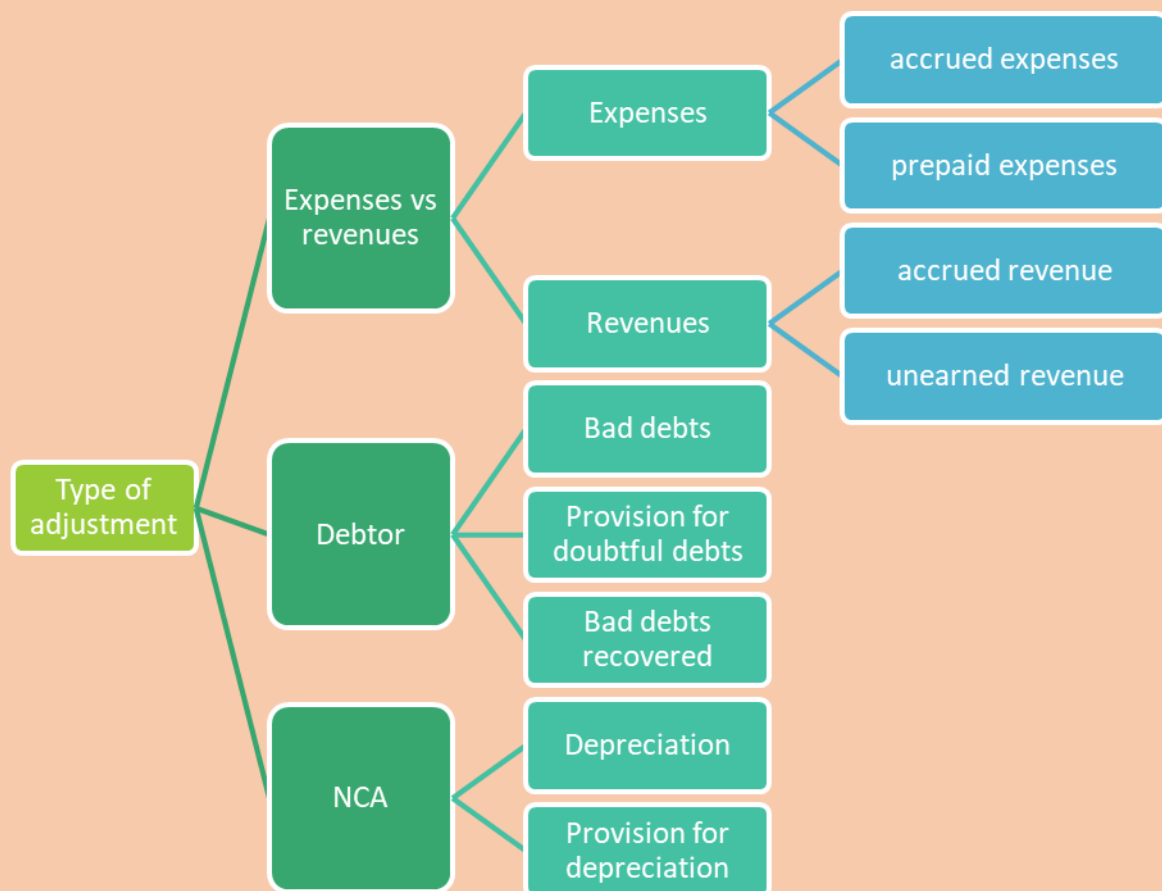 Type of
adjustment
Expenses vs
revenues
Expenses
accrued expenses
prepaid expenses
Revenues
accrued revenue
unearned revenue
Debtor
Bad debts
Provision for
doubtful debts
Bad debts
recovered
NCA
Depreciation
Provision for
depreciation